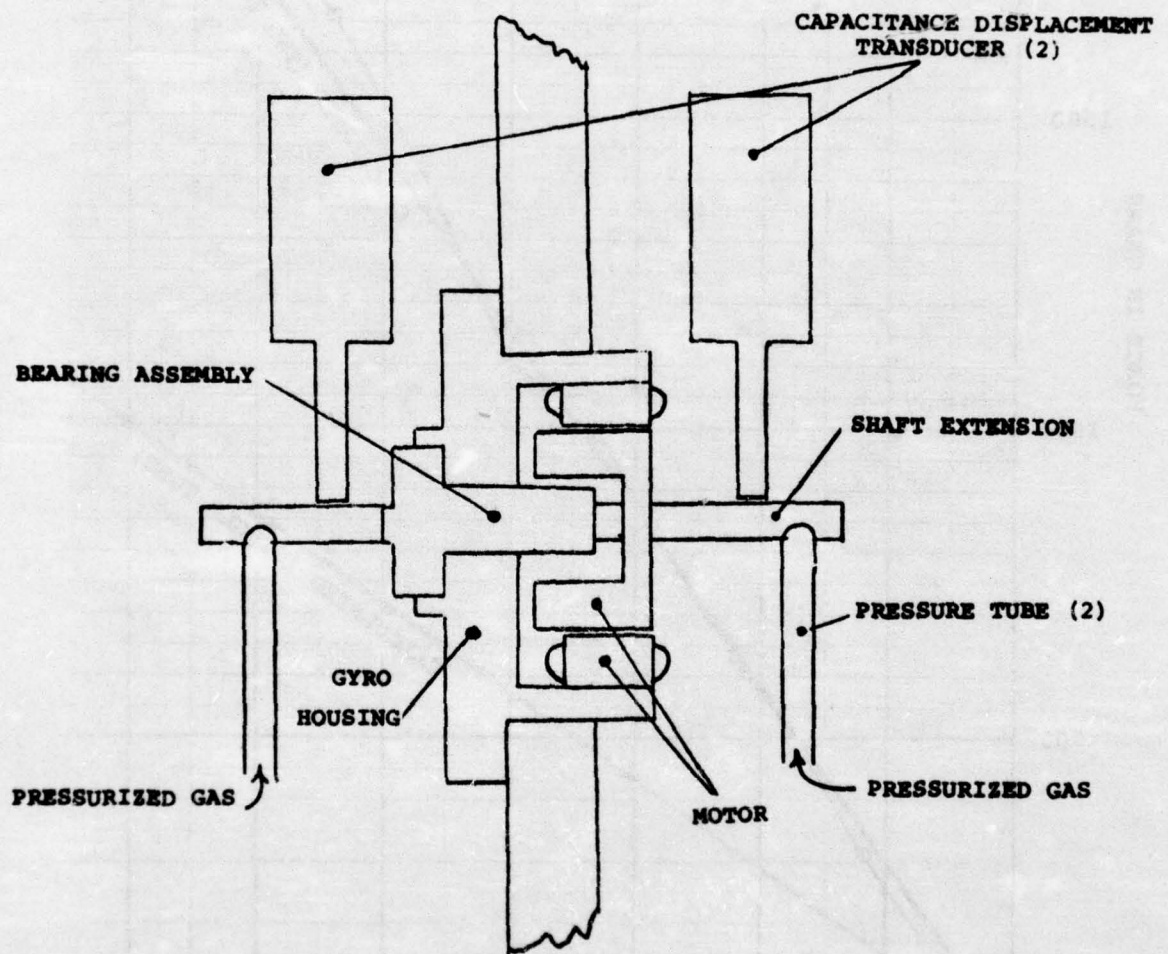 CAPACITANCE DISPLACEMENT
TRANSDUCER (2)
BEARING ASSEMBLY
SHAFT EXTENSION
PRESSURE TUBE (2)
GYRO
HOUSING
PRESSURIZED GAS
PRESSURIZED GAS
MOTOR